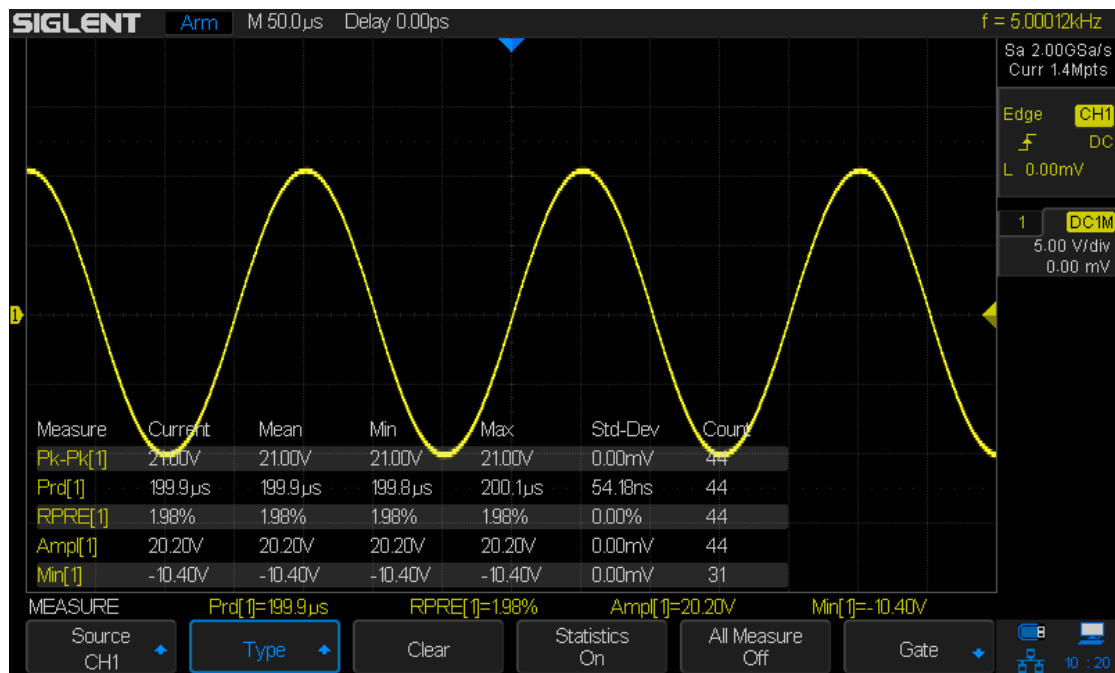 SIGLENT Arm M 50.0µs Delay 0.00ps f = 5.00012kHz
Sa 2.00GSa/s
Curr 1.4Mpts
Edge CH1
DC
L 0.00mV
1 DC1M
5.00 V/div
0.00 mV
1
Measure Current Mean Min Max Std-Dev Count
Pk-Pk[1] 21.00V 21.00V 21.00V 21.00V 0.00mV 44
Prd[1] 199.9µs 199.9µs 199.8µs 200.1µs 54.18ns 44
RPRE[1] 1.98% 1.98% 1.98% 1.98% 0.00% 44
Ampl[1] 20.20V 20.20V 20.20V 20.20V 0.00mV 44
Min[1] -10.40V -10.40V -10.40V -10.40V 0.00mV 31
MEASURE Prd[1]=199.9µs RPRE[1]=1.98% Ampl[1]=20.20V Min[1]=-10.40V
Source Type Clear Statistics All Measure Gate
CH1 On Off
10 : 20